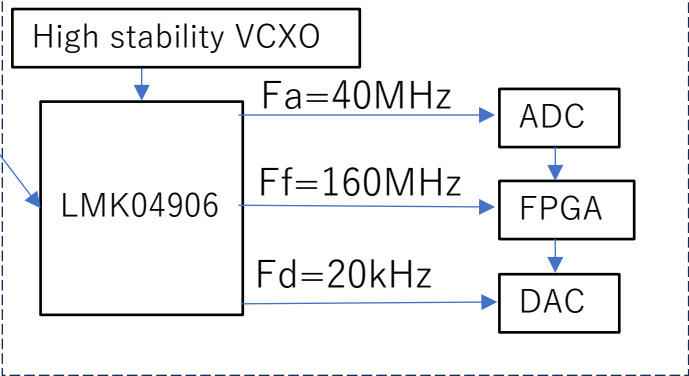 High stability VCXO
Fa=40MHz
ADC
LMK04906
Ff=160MHz
FPGA
Fd=20kHz
DAC